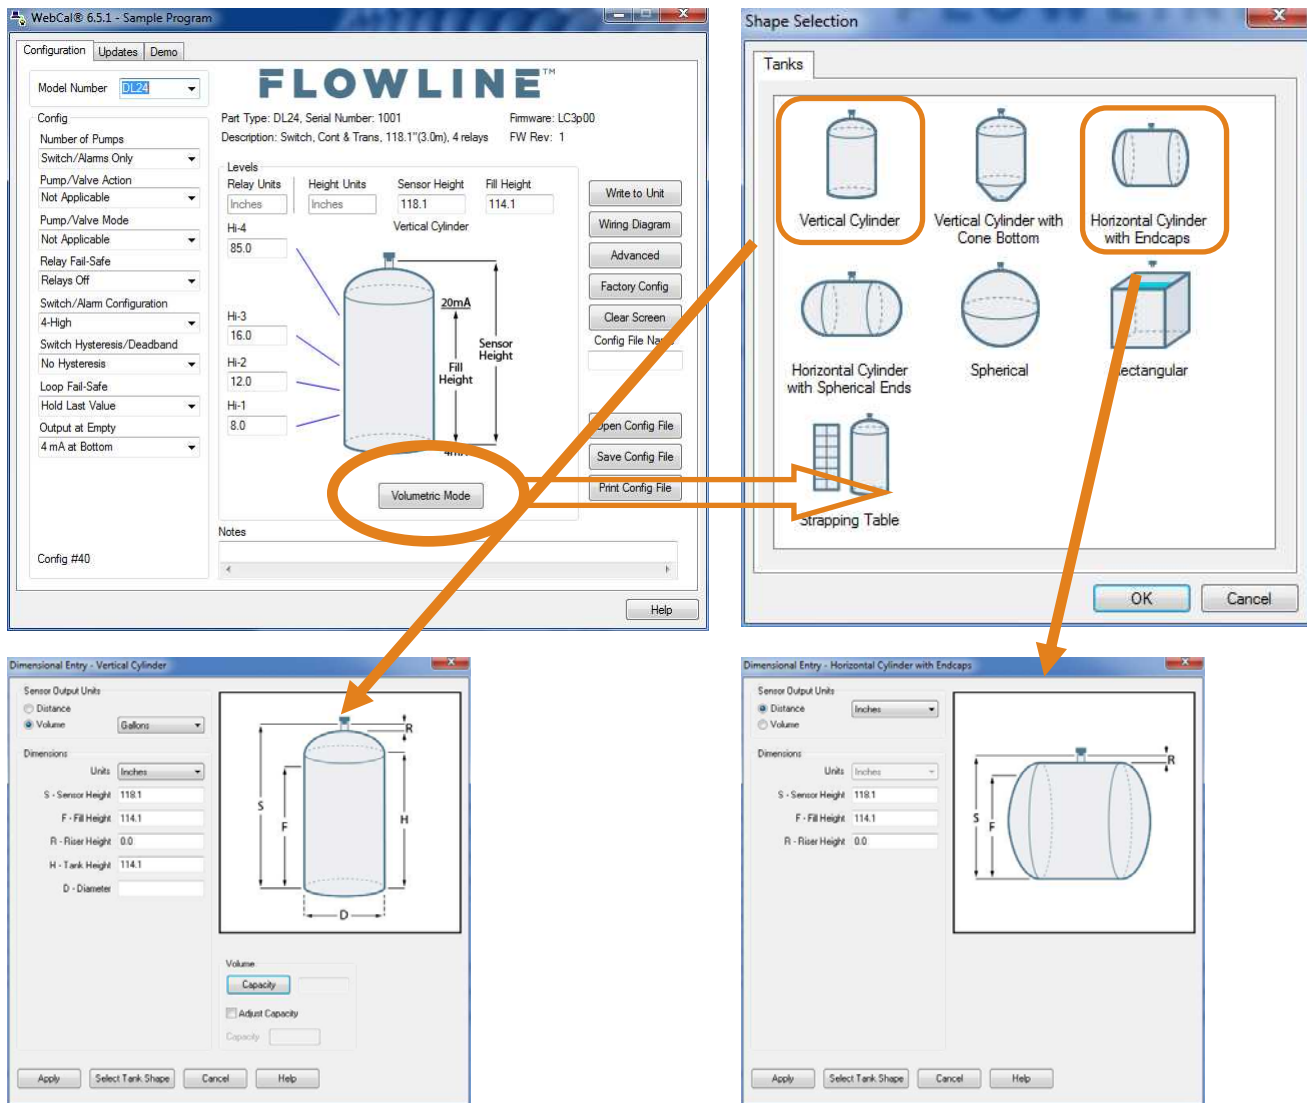 WebCal® 6.5.1 - Sample Program
Configuration Updates Demo
Model Number DL24
FLOWLINE™
Part Type: DL24, Serial Number: 1001 Firmware: LC3p00
Description: Switch, Cont & Trans, 118.1"(3.0m), 4 relays FW Rev: 1
Config
Number of Pumps
Switch/Alarms Only
Pump/Valve Action
Not Applicable
Pump/Valve Mode
Not Applicable
Relay Fail-Safe
Relays Off
Switch/Alarm Configuration
4-High
Switch Hysteresis/Deadband
No Hysteresis
Loop Fail-Safe
Hold Last Value
Output at Empty
4 mA at Bottom
Config #40
Levels
Relay Units Height Units Sensor Height Fill Height
Inches Inches 118.1 114.1
Hi-4 Vertical Cylinder
85.0
Hi-3
16.0
Hi-2
12.0
Hi-1
8.0
20mA
Sensor
Height
Fill
Height
4mA
Volumetric Mode
Notes
Write to Unit
Wiring Diagram
Advanced
Factory Config
Clear Screen
Config File Name
Open Config File
Save Config File
Print Config File
Help
Shape Selection
Tanks
Vertical Cylinder
Vertical Cylinder with
Cone Bottom
Horizontal Cylinder
with Endcaps
Horizontal Cylinder
with Spherical Ends
Spherical
Rectangular
Strapping Table
OK Cancel
Dimensional Entry - Vertical Cylinder
Sensor Output Units
Distance
Volume Gallons
Dimensions
Units Inches
S - Sensor Height 118.1
F - Fill Height 114.1
R - Riser Height 0.0
H - Tank Height 114.1
D - Diameter
R
S
F
H
D
Volume
Capacity
Adjust Capacity
Capacity
Apply Select Tank Shape Cancel Help
Dimensional Entry - Horizontal Cylinder with Endcaps
Sensor Output Units
Distance Inches
Volume
Dimensions
Units Inches
S - Sensor Height 118.1
F - Fill Height 114.1
R - Riser Height 0.0
R
S
F
Apply Select Tank Shape Cancel Help